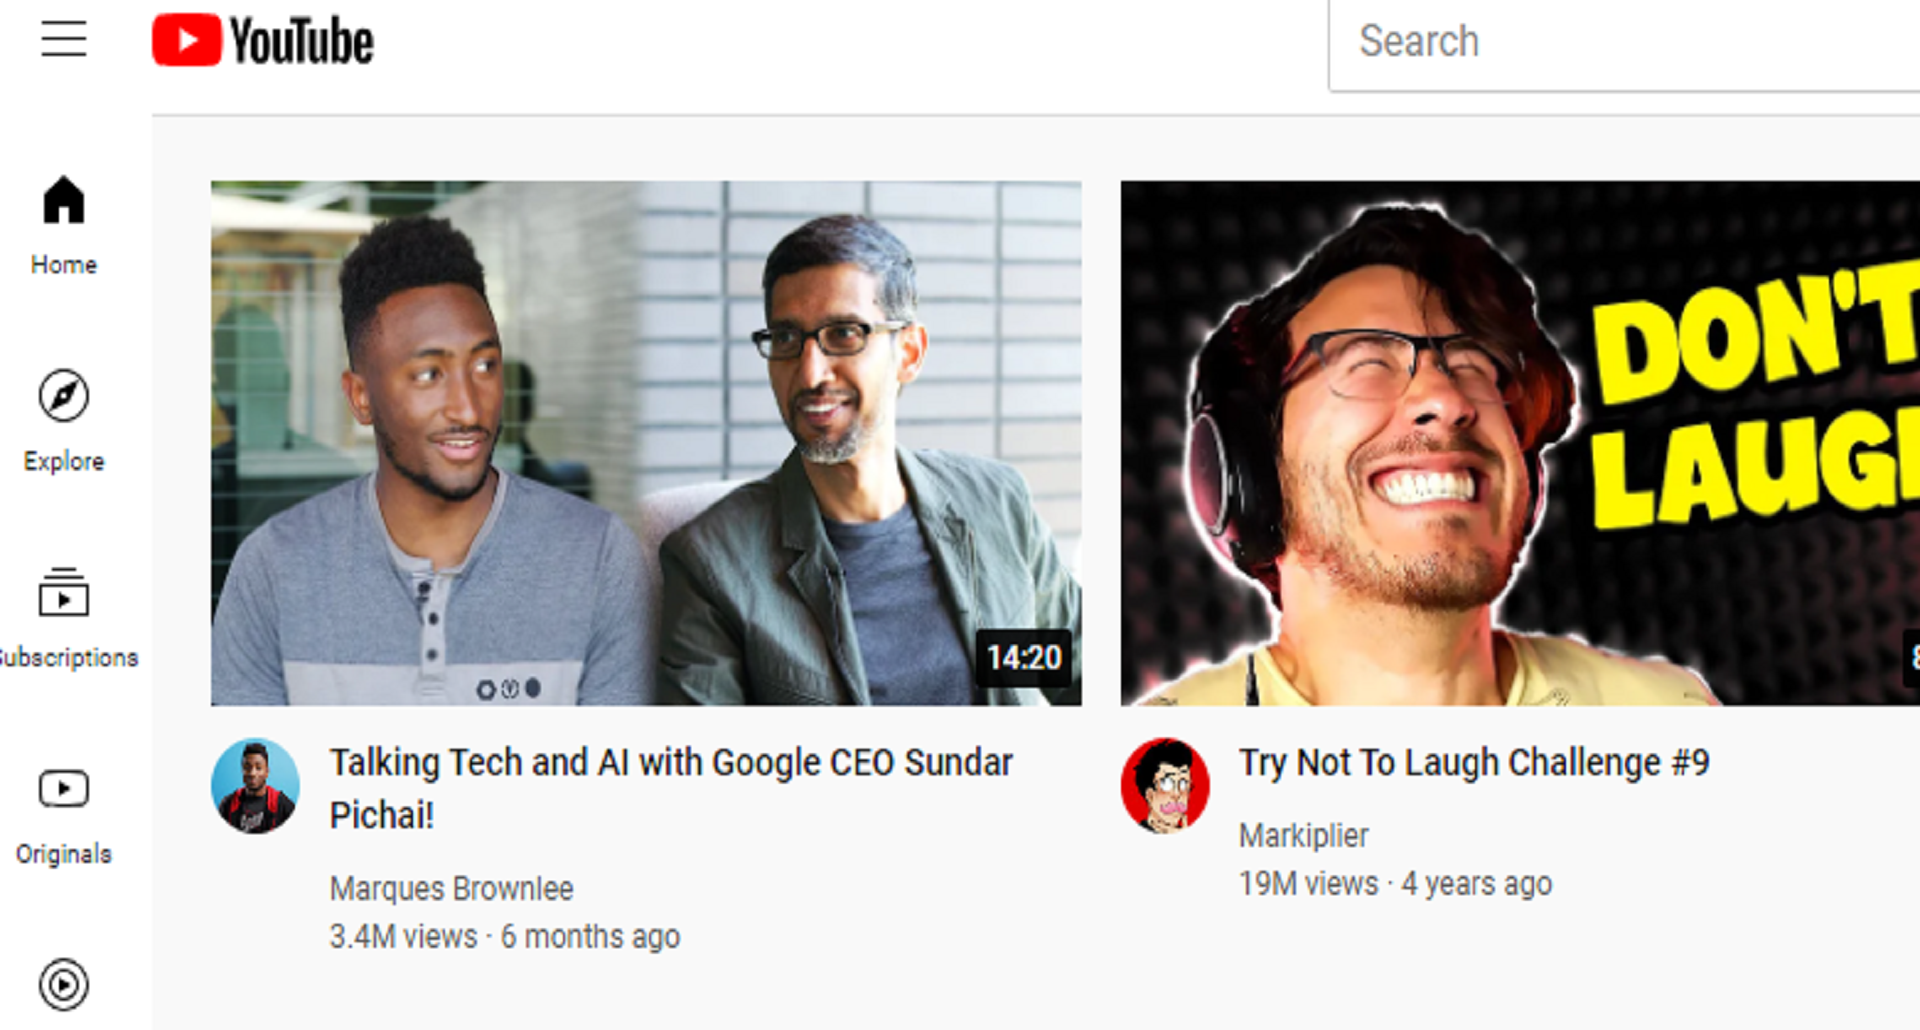 YouTube
Search
Home
Explore
ubscriptions
Originals
14:20
DON'T
LAUG
Talking Tech and AI with Google CEO Sundar
Pichai!
Marques Brownlee
3.4M views · 6 months ago
Try Not To Laugh Challenge #9
Markiplier
19M views · 4 years ago